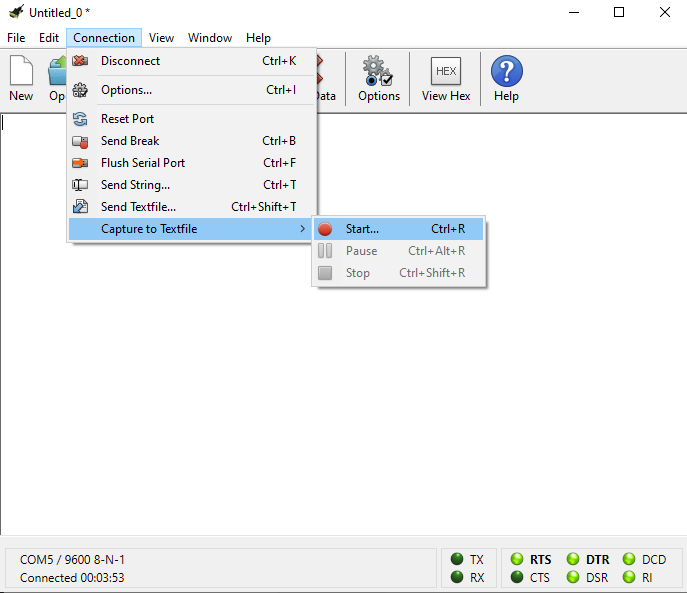 Untitled_0 *
File Edit Connection View Window Help
Disconnect Ctrl+K
Options... Ctrl+I
Reset Port
Send Break Ctrl+B
Flush Serial Port Ctrl+F
Send String... Ctrl+T
Send Textfile... Ctrl+Shift+T
Capture to Textfile
Start... Ctrl+R
Pause Ctrl+Alt+R
Stop Ctrl+Shift+R
New Op Data Options HEX View Hex Help
COM5 / 9600 8-N-1
Connected 00:03:53
TX RTS DTR DCD
RX CTS DSR RI